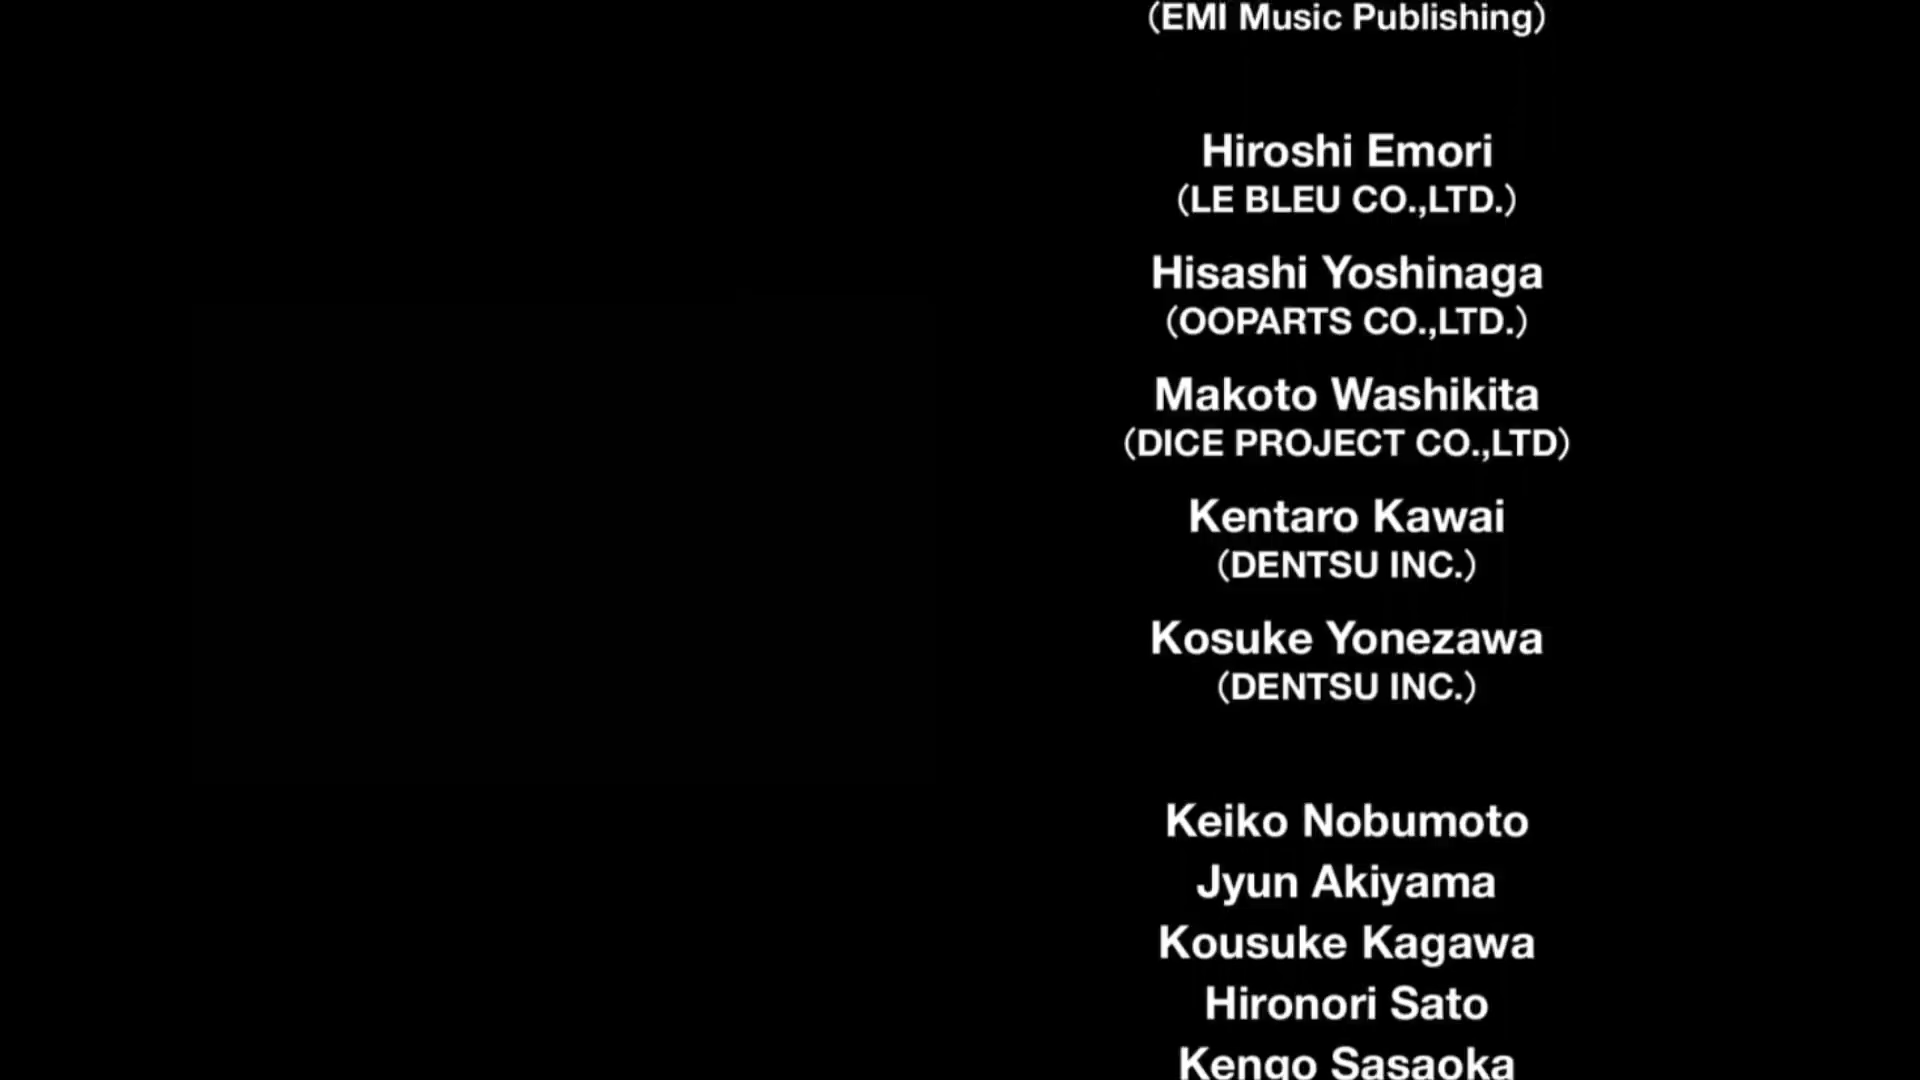 (EMI Music Publishing)
Hiroshi Emori
(LE BLEU CO.,LTD.)
Hisashi Yoshinaga
(OOPARTS CO.,LTD.)
Makoto Washikita
(DICE PROJECT CO.,LTD)
Kentaro Kawai
(DENTSU INC.)
Kosuke Yonezawa
(DENTSU INC.)
Keiko Nobumoto
Jyun Akiyama
Kousuke Kagawa
Hironori Sato
Kengo Sasaoka